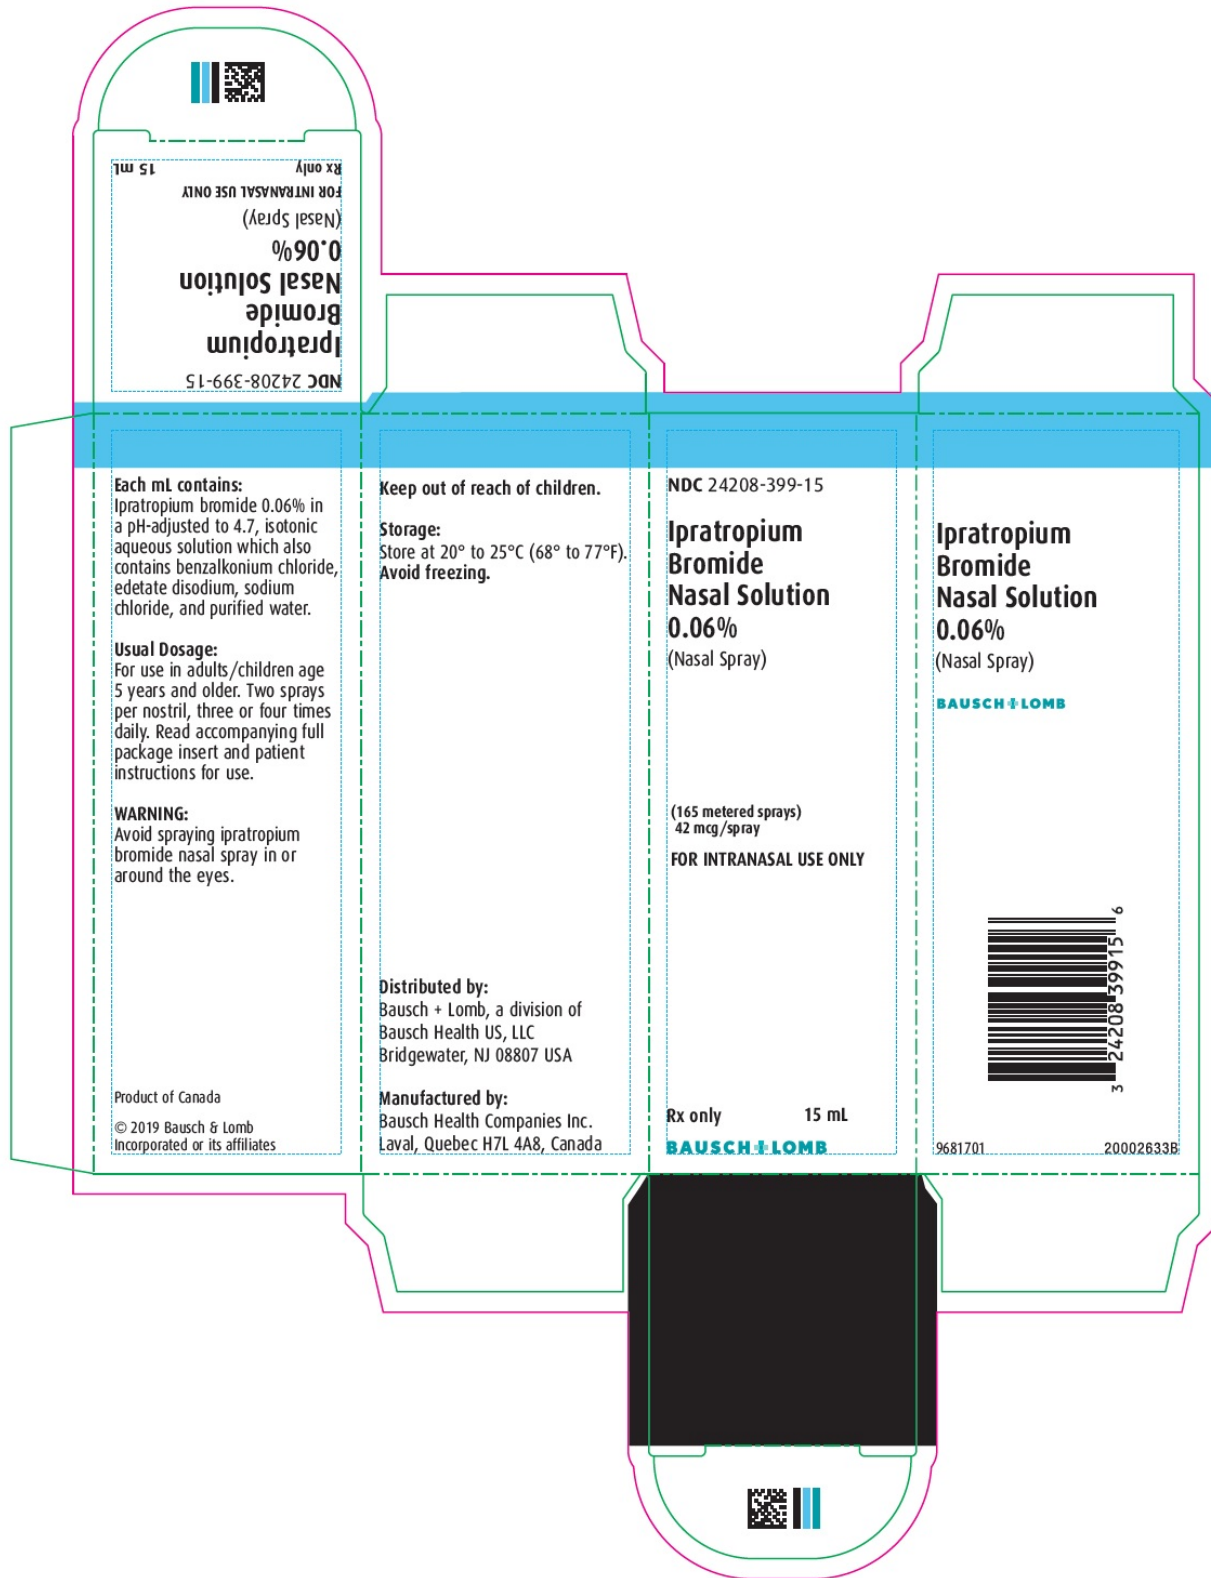 Rx only 15 mL
FOR INTRANASAL USE ONLY
(Nasal Spray)
0.06%
Nasal Solution
Bromide
Ipratropium
NDC 24208-399-15
Each mL contains:
Ipratropium bromide 0.06% in
a pH-adjusted to 4.7, isotonic
aqueous solution which also
contains benzalkonium chloride,
edetate disodium, sodium
chloride, and purified water.
Usual Dosage:
For use in adults/children age
5 years and older. Two sprays
per nostril, three or four times
daily. Read accompanying full
package insert and patient
instructions for use.
WARNING:
Avoid spraying ipratropium
bromide nasal spray in or
around the eyes.
Product of Canada
© 2019 Bausch & Lomb
Incorporated or its affiliates
Keep out of reach of children.
Storage:
Store at 20° to 25°C (68° to 77°F).
Avoid freezing.
Distributed by:
Bausch + Lomb, a division of
Bausch Health US, LLC
Bridgewater, NJ 08807 USA
Manufactured by:
Bausch Health Companies Inc.
Laval, Quebec H7L 4A8, Canada
NDC 24208-399-15
Ipratropium
Bromide
Nasal Solution
0.06%
(Nasal Spray)
(165 metered sprays)
42 mcg/spray
FOR INTRANASAL USE ONLY
Rx only 15 mL
BAUSCH+LOMB
Ipratropium
Bromide
Nasal Solution
0.06%
(Nasal Spray)
BAUSCH+LOMB
3 24208 39915 6
9681701 20002633B